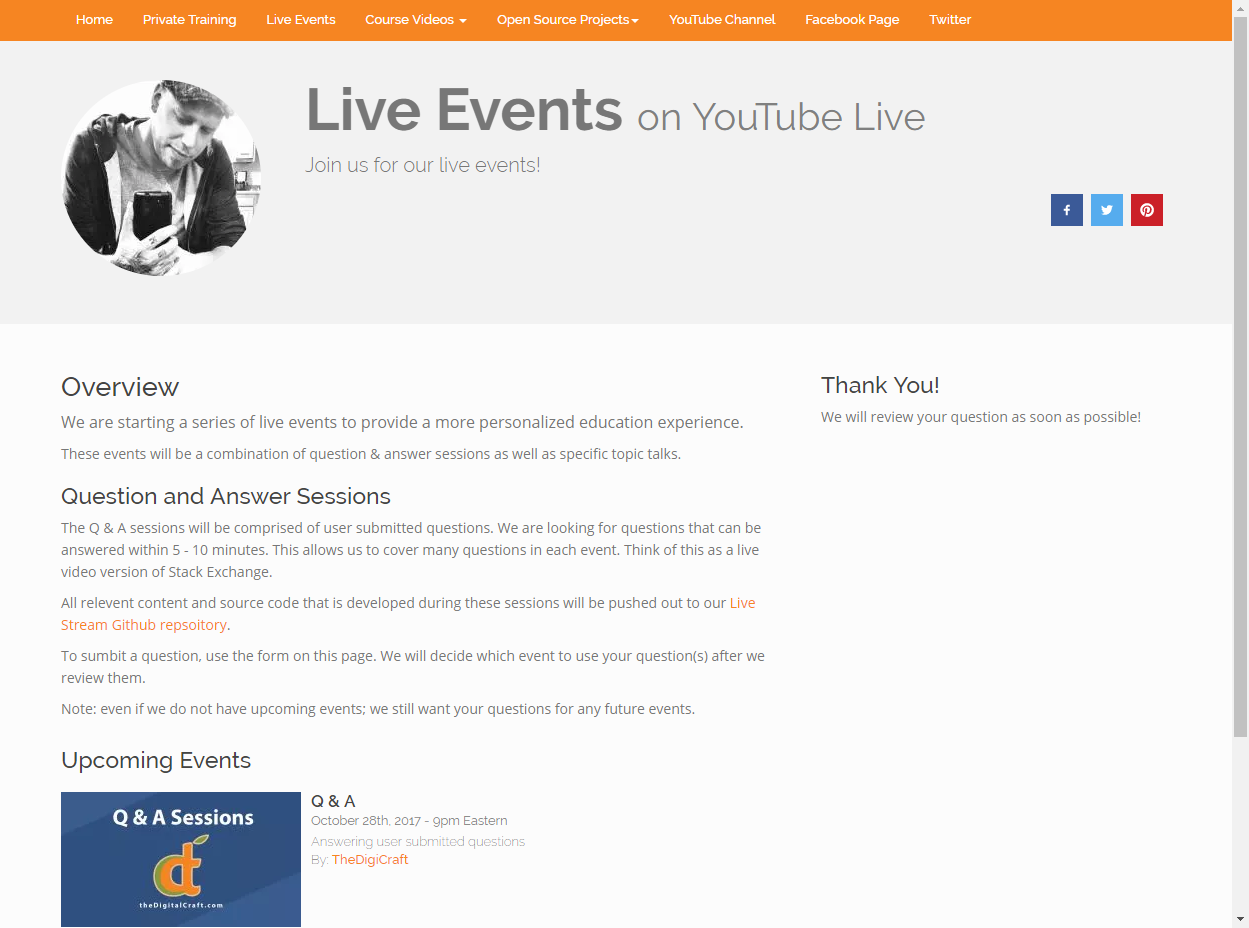 Home Private Training Live Events Course Videos Open Source Projects YouTube Channel Facebook Page Twitter
Live Events on YouTube Live
Join us for our live events!
Overview
We are starting a series of live events to provide a more personalized education experience.
These events will be a combination of question & answer sessions as well as specific topic talks.
Question and Answer Sessions
The Q & A sessions will be comprised of user submitted questions. We are looking for questions that can be
answered within 5 - 10 minutes. This allows us to cover many questions in each event. Think of this as a live
video version of Stack Exchange.
All relevent content and source code that is developed during these sessions will be pushed out to our Live
Stream Github repsoitory.
To sumbit a question, use the form on this page. We will decide which event to use your question(s) after we
review them.
Note: even if we do not have upcoming events; we still want your questions for any future events.
Upcoming Events
Q & A Sessions
theDigitalCraft.com
Q & A
October 28th, 2017 - 9pm Eastern
Answering user submitted questions
By: TheDigiCraft
Thank You!
We will review your question as soon as possible!